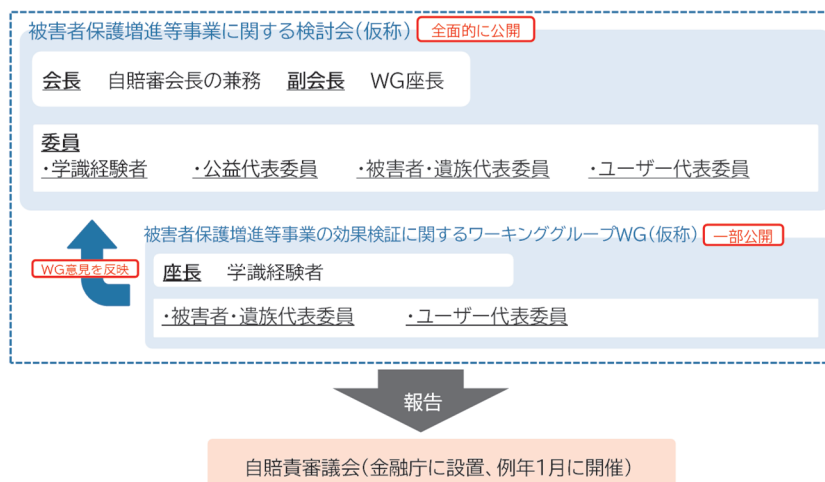 被害者保護増進等事業に関する検討会(仮称) 全面的に公開
会長 自賠審会長の兼務 副会長 WG座長
委員
・学識経験者 ・公益代表委員 ・被害者・遺族代表委員 ・ユーザー代表委員
被害者保護増進等事業の効果検証に関するワーキンググループWG(仮称) 一部公開
WG意見を反映
座長 学識経験者
・被害者・遺族代表委員 ・ユーザー代表委員
報告
自賠責審議会(金融庁に設置、例年1月に開催)